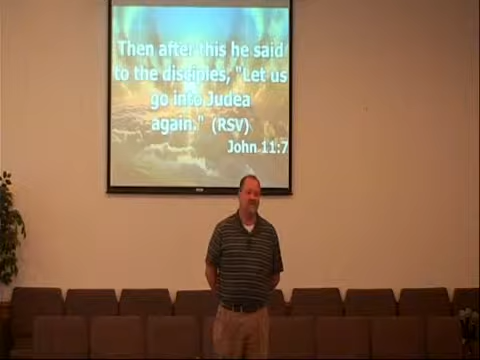 Then after this he said
to the disciples, "Let us
go into Judea
again." (RSV)
John 11:7